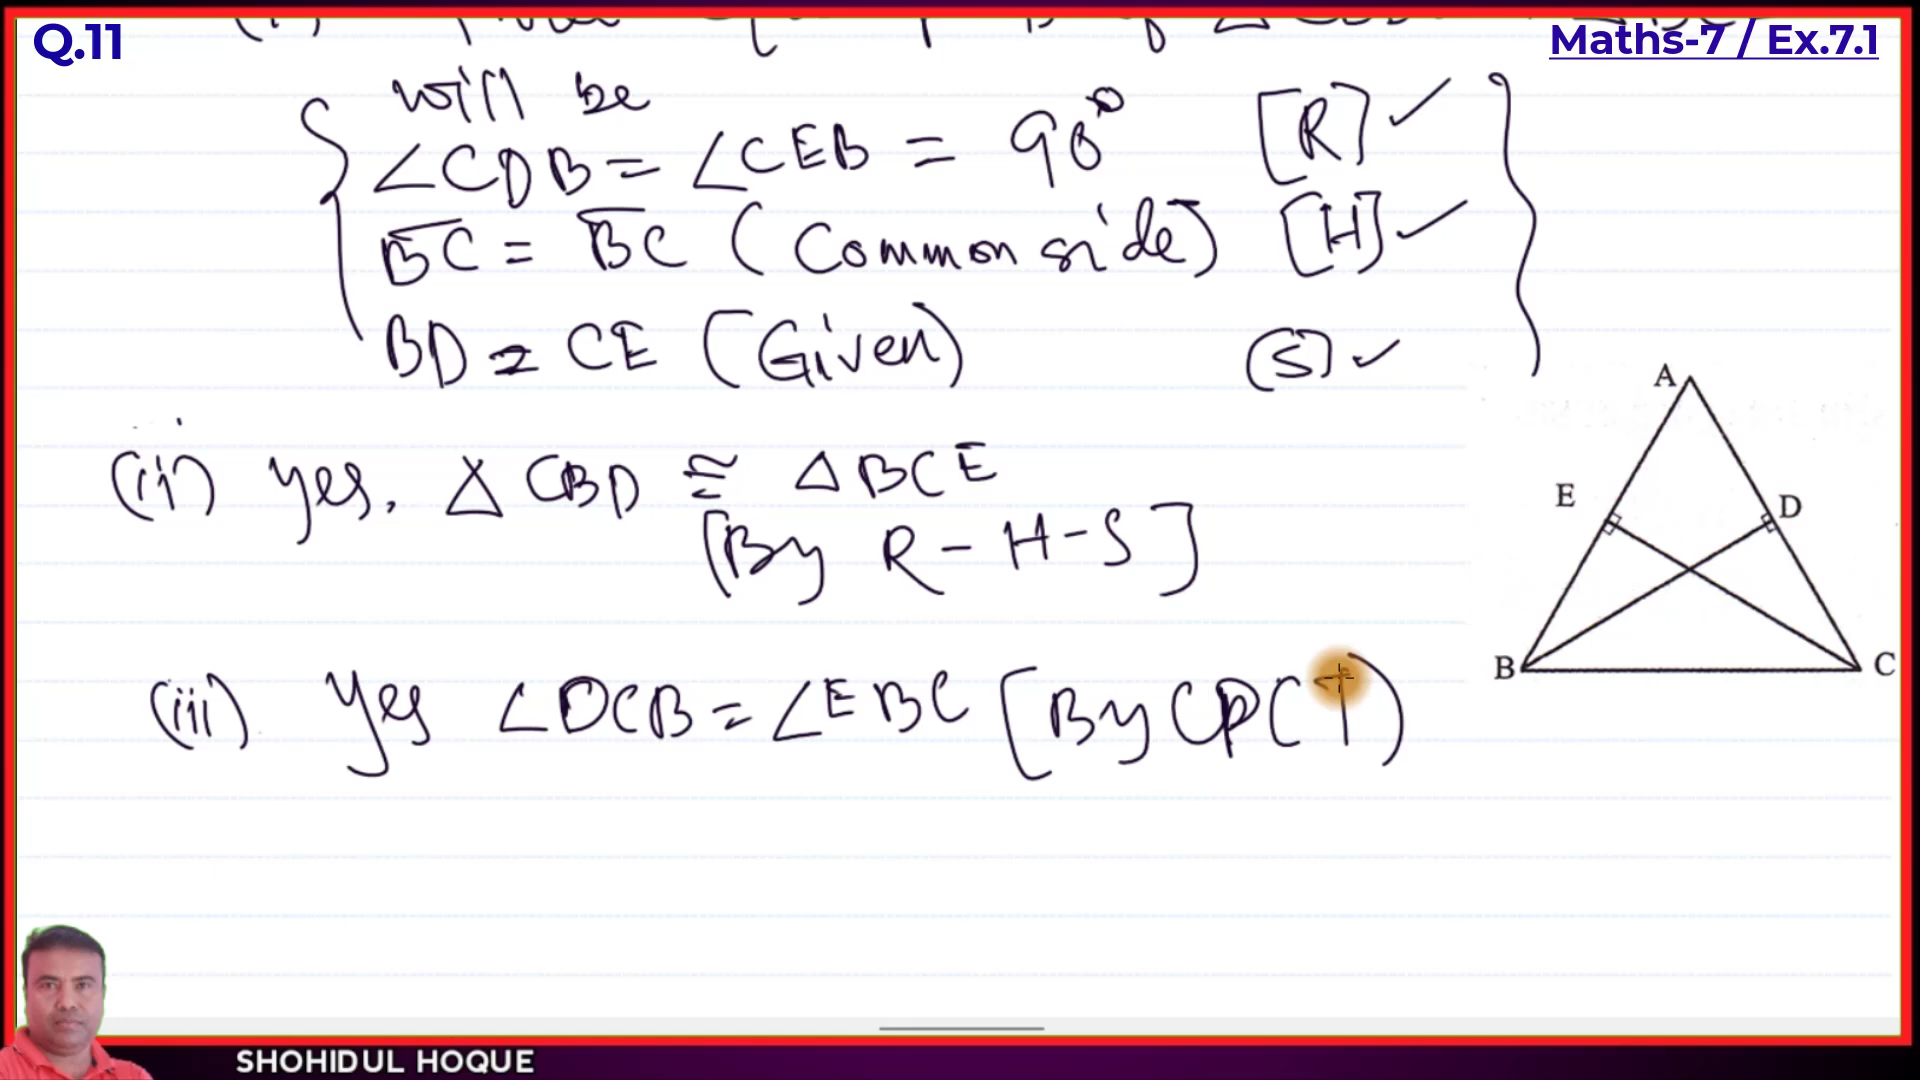 Q.11
Maths-7 / Ex.7.1
will be
∠CDB = ∠CEB = 90° [R] ✓
BC = BC (Common side) [H] ✓
BD = CE (Given) (S] ✓
(ii) yes, △ CBD ≅ △BCE
[By R-H-S]
(iii) Yes ∠DCB = ∠EBC [By CPCT)
A
E
D
B
C
SHOHIDUL HOQUE